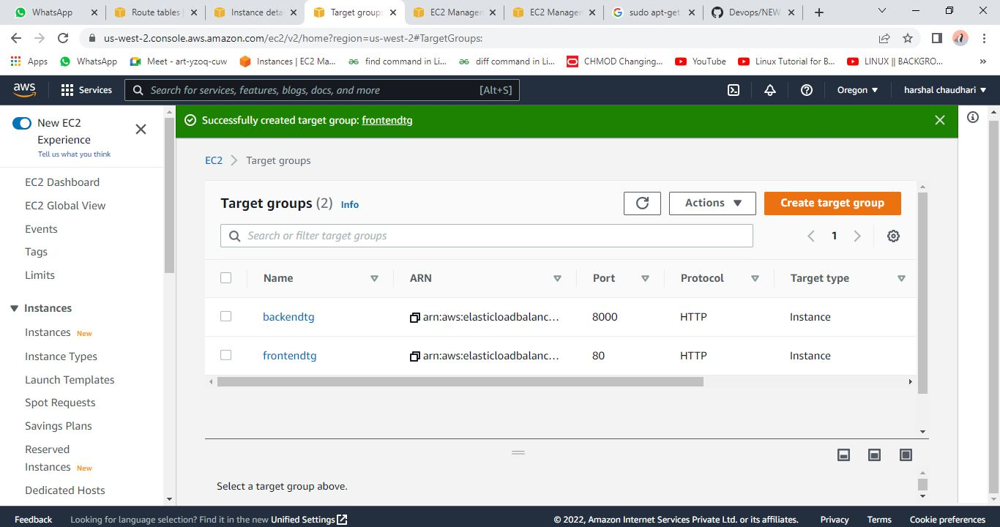 WhatsApp
Route tables
Instance deta
Target groups
EC2 Managem
EC2 Managem
sudo apt-get
Devops/NEW
us-west-2.console.aws.amazon.com/ec2/v2/home?region=us-west-2#TargetGroups:
Apps
WhatsApp
Meet - art-yzoq-cuw
Instances | EC2 Ma...
find command in Li...
diff command in Li...
CHMOD Changing...
YouTube
Linux Tutorial for B...
LINUX || BACKGRO...
»
aws
Services
Search for services, features, blogs, docs, and more
[Alt+S]
Oregon
harshal chaudhari
New EC2
Experience
Tell us what you think
EC2 Dashboard
EC2 Global View
Events
Tags
Limits
Instances
Instances New
Instance Types
Launch Templates
Spot Requests
Savings Plans
Reserved
Instances New
Dedicated Hosts
Successfully created target group: frontendtg
EC2 > Target groups
Target groups (2) Info
Actions
Create target group
Search or filter target groups
1
Name ARN Port Protocol Target type
backendtg arn:aws:elasticloadbalanc... 8000 HTTP Instance
frontendtg arn:aws:elasticloadbalanc... 80 HTTP Instance
Select a target group above.
Feedback
Looking for language selection? Find it in the new Unified Settings
© 2022, Amazon Internet Services Private Ltd. or its affiliates.
Privacy
Terms
Cookie preferences